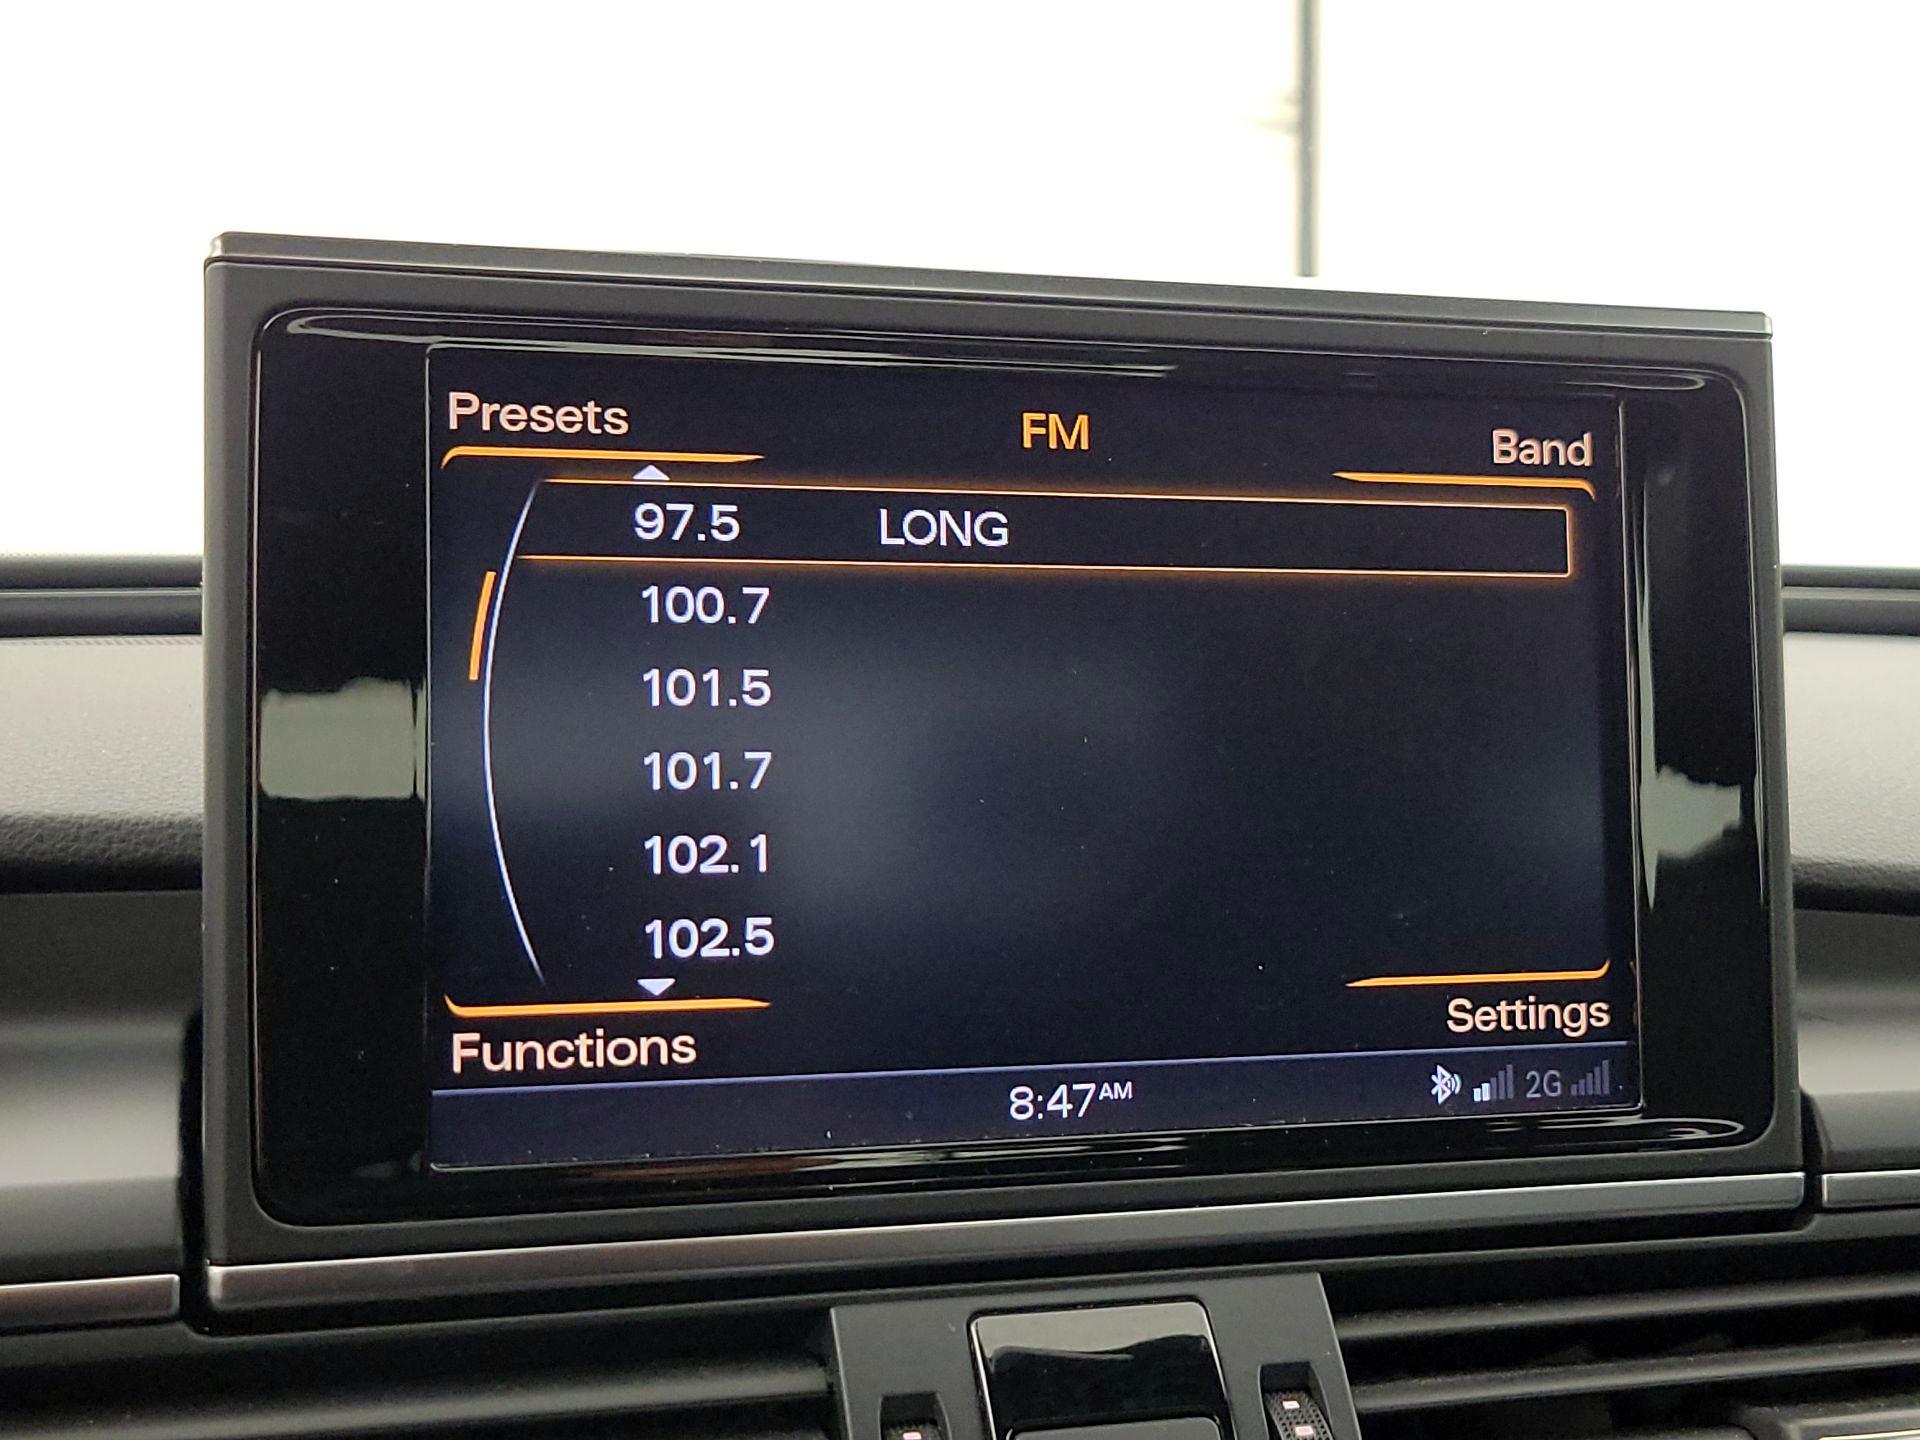 Presets FM Band
97.5 LONG
100.7
101.5
101.7
102.1
102.5
Settings
Functions
8:47AM 2G